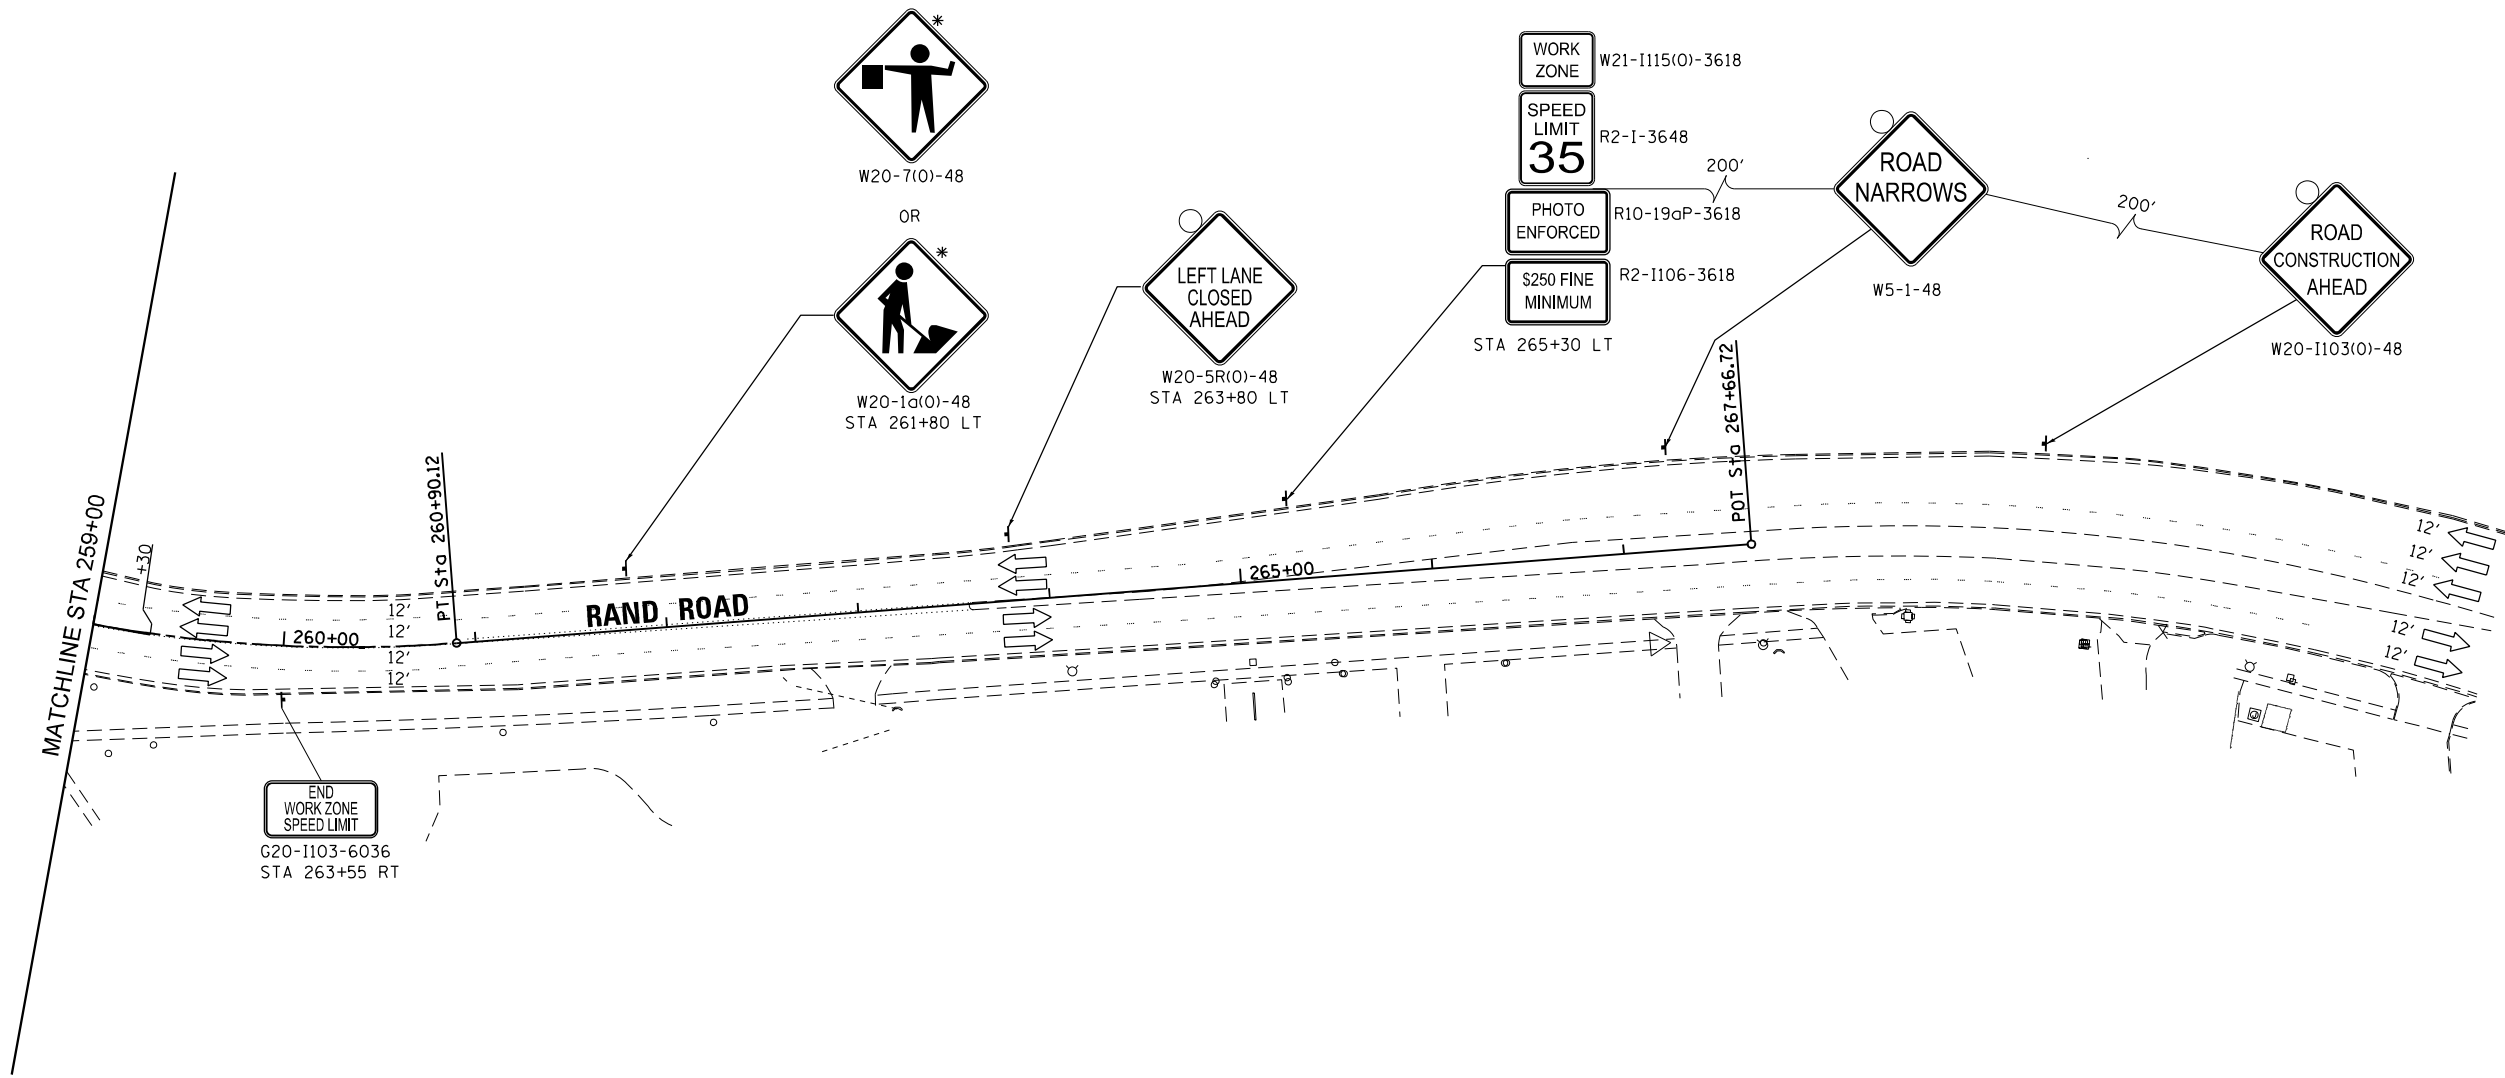 *
W20-7(O)-48
OR
*
W20-1a(O)-48
STA 261+80 LT
LEFT LANE
CLOSED
AHEAD
W20-5R(O)-48
STA 263+80 LT
WORK
ZONE
W21-I115(O)-3618
SPEED
LIMIT
35
R2-I-3648
PHOTO
ENFORCED
R10-19aP-3618
$250 FINE
MINIMUM
R2-I106-3618
STA 265+30 LT
200'
ROAD
NARROWS
W5-1-48
200'
ROAD
CONSTRUCTION
AHEAD
W20-I103(O)-48
MATCHLINE STA 259+00
+30
260+00
PT Sta 260+90.12
12'
12'
12'
12'
RAND ROAD
265+00
POT Sta 267+66.72
12'
12'
12'
12'
12'
END
WORK ZONE
SPEED LIMIT
G20-I103-6036
STA 263+55 RT